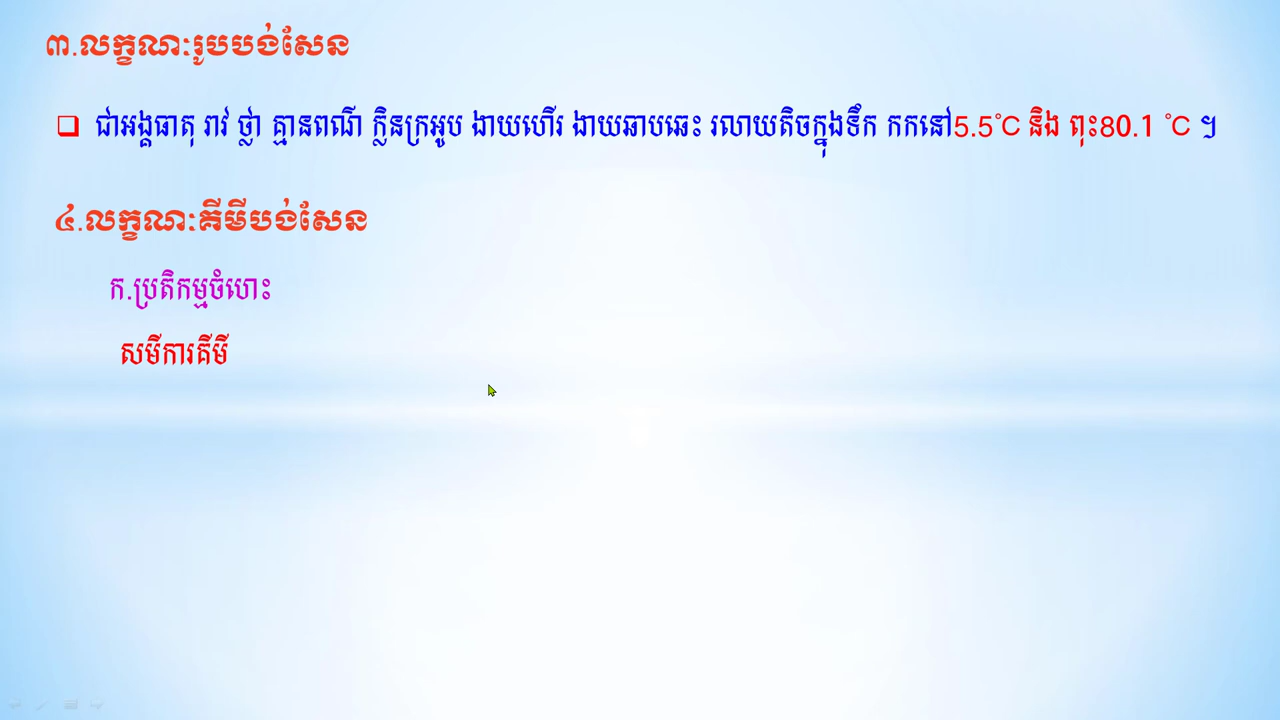 ៣.លក្ខណៈរូបបង់សែន
ជាអង្គធាតុ រាវ ថ្លា គ្មានពណ៌ី ក្លិនក្រអូប ងាយហើរ ងាយឆាបឆេះ រលាយតិចក្នុងទឹក កកនៅ5.5°C និង ពុះ80.1 °C ។
៤.លក្ខណៈគីមីបង់សែន
ក.ប្រតិកម្មចំហេះ
សមីការគីមី